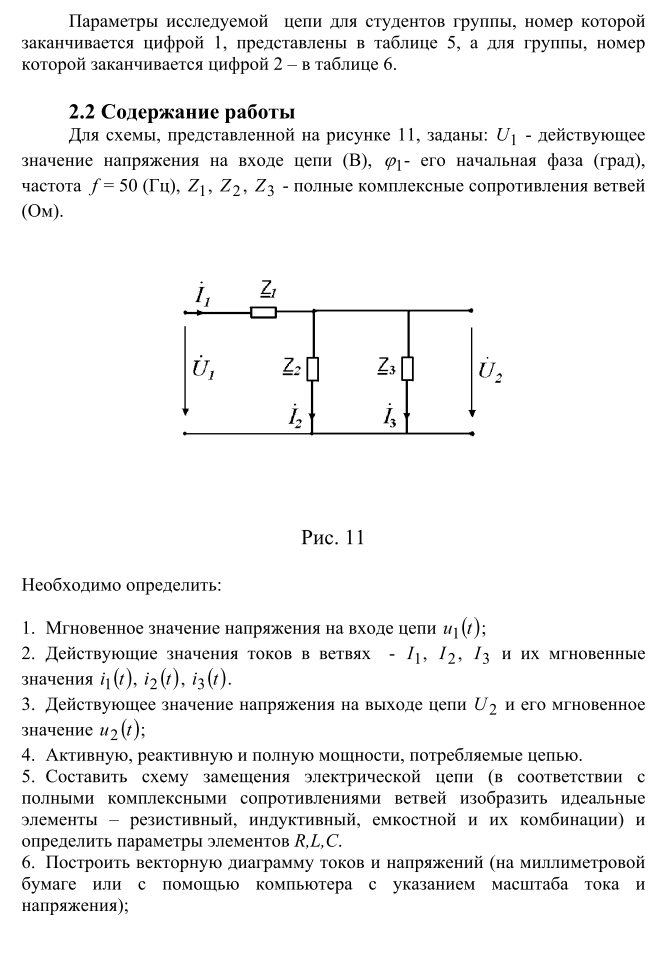 Параметры исследуемой цепи для студентов группы, номер которой
заканчивается цифрой 1, представлены в таблице 5, а для группы, номер
которой заканчивается цифрой 2 – в таблице 6.
2.2 Содержание работы
Для схемы, представленной на рисунке 11, заданы: U1 - действующее
значение напряжения на входе цепи (В), φ1- его начальная фаза (град),
частота f = 50 (Гц), Z1, Z2, Z3 - полные комплексные сопротивления ветвей
(Ом).
İ1 Z1
U̇1 Z2 Z3 U̇2
İ2 İ3
Рис. 11
Необходимо определить:
1. Мгновенное значение напряжения на входе цепи u1(t);
2. Действующие значения токов в ветвях - I1, I2, I3 и их мгновенные
значения i1(t), i2(t), i3(t).
3. Действующее значение напряжения на выходе цепи U2 и его мгновенное
значение u2(t);
4. Активную, реактивную и полную мощности, потребляемые цепью.
5. Составить схему замещения электрической цепи (в соответствии с
полными комплексными сопротивлениями ветвей изобразить идеальные
элементы – резистивный, индуктивный, емкостной и их комбинации) и
определить параметры элементов R,L,C.
6. Построить векторную диаграмму токов и напряжений (на миллиметровой
бумаге или с помощью компьютера с указанием масштаба тока и
напряжения);